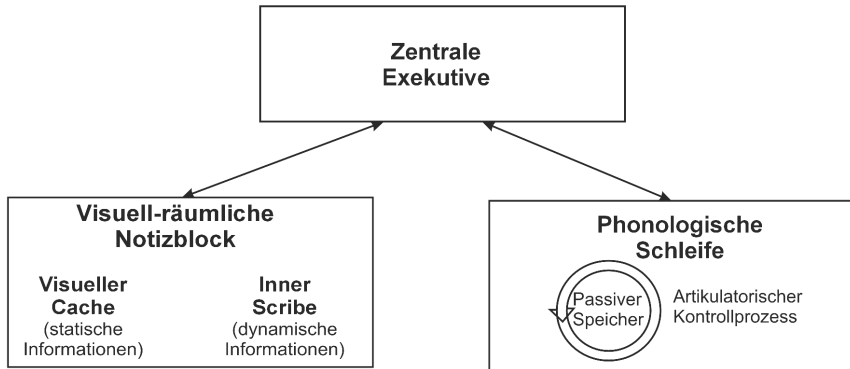 Zentrale
Exekutive
Visuell-räumliche
Notizblock
Visueller
Cache
(statische
Informationen)
Inner
Scribe
(dynamische
Informationen)
Phonologische
Schleife
Passiver
Speicher
Artikulatorischer
Kontrollprozess